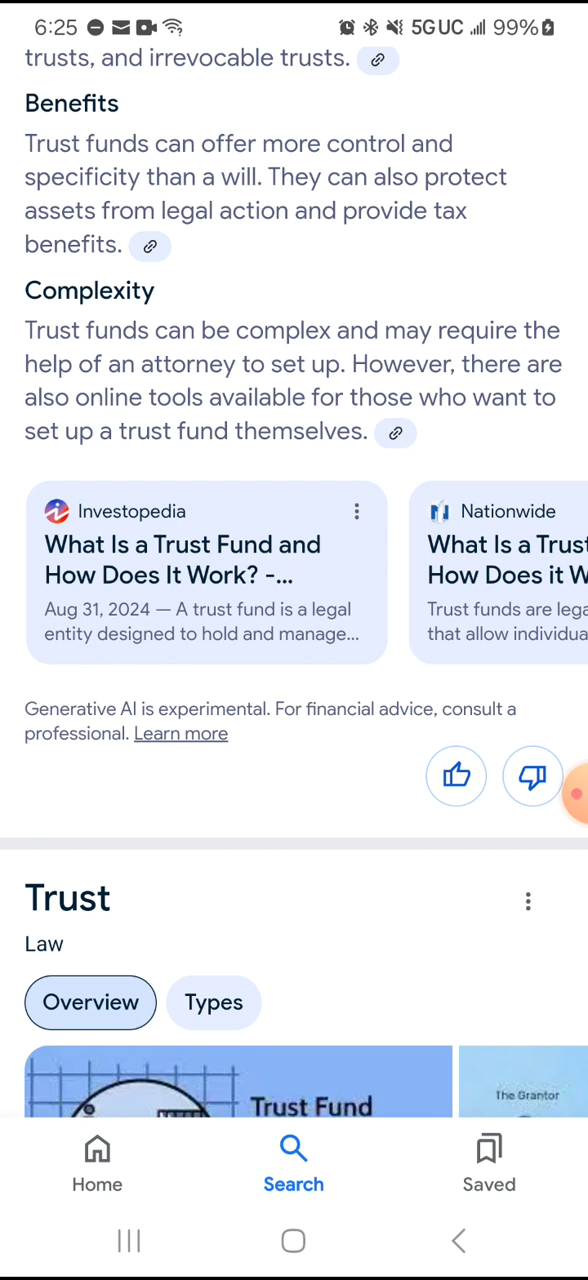 6:25 5G UC 99%
trusts, and irrevocable trusts.
Benefits
Trust funds can offer more control and
specificity than a will. They can also protect
assets from legal action and provide tax
benefits.
Complexity
Trust funds can be complex and may require the
help of an attorney to set up. However, there are
also online tools available for those who want to
set up a trust fund themselves.
Investopedia
What Is a Trust Fund and
How Does It Work? -...
Aug 31, 2024 — A trust fund is a legal
entity designed to hold and manage...
Nationwide
What Is a Trust
How Does it W
Trust funds are lega
that allow individua
Generative AI is experimental. For financial advice, consult a
professional. Learn more
Trust
Law
Overview Types
Trust Fund
The Grantor
Home Search Saved